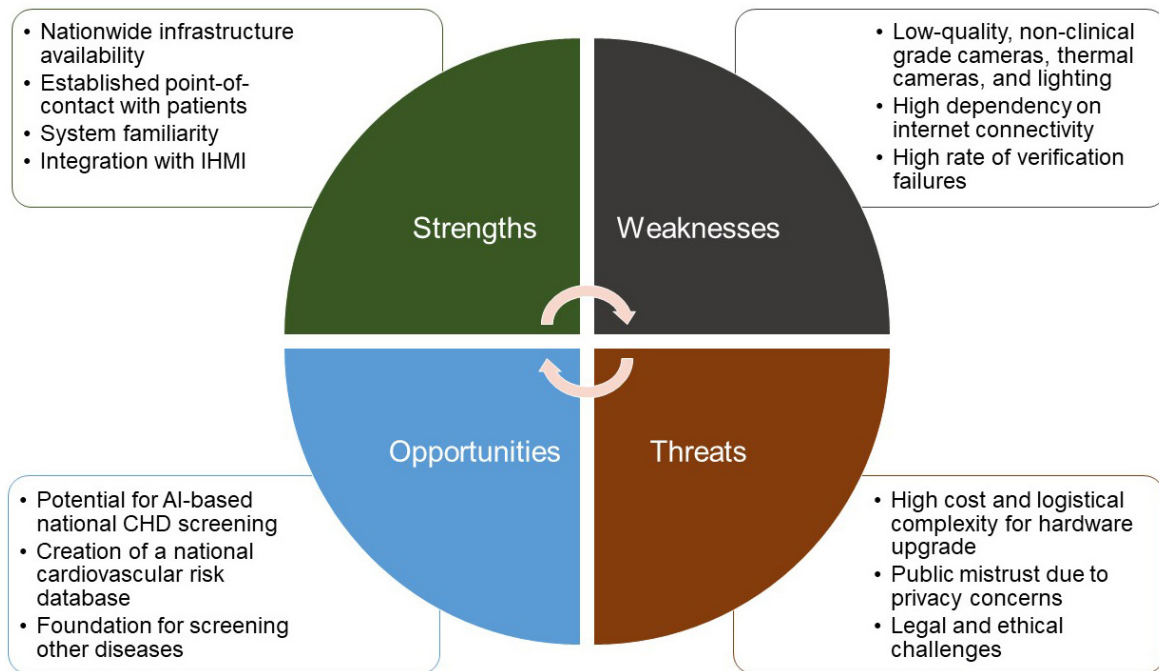 • Nationwide infrastructure
availability
• Established point-of-
contact with patients
• System familiarity
• Integration with IHMI
• Low-quality, non-clinical
grade cameras, thermal
cameras, and lighting
• High dependency on
internet connectivity
• High rate of verification
failures
Strengths
Weaknesses
Opportunities
Threats
• Potential for AI-based
national CHD screening
• Creation of a national
cardiovascular risk
database
• Foundation for screening
other diseases
• High cost and logistical
complexity for hardware
upgrade
• Public mistrust due to
privacy concerns
• Legal and ethical
challenges